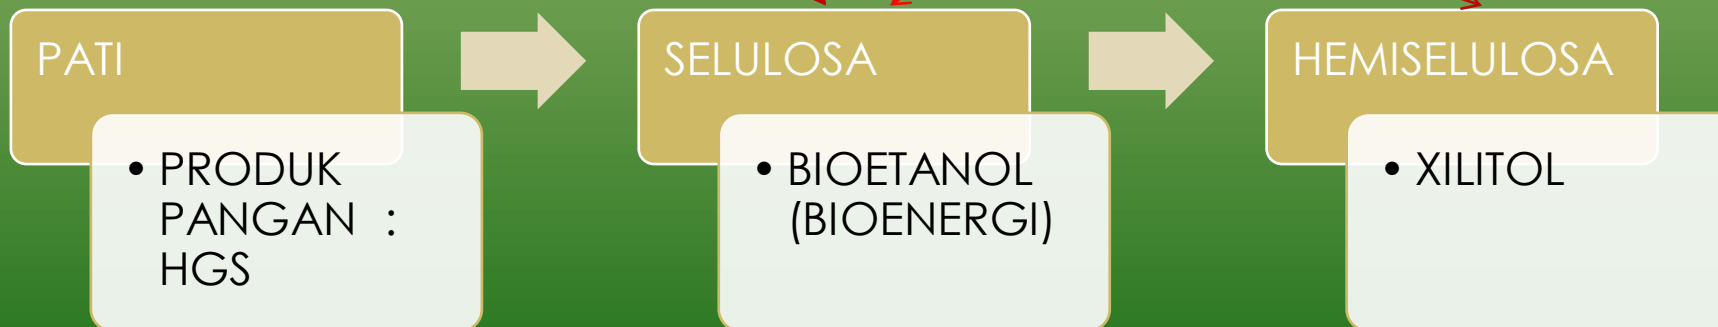 PATI
• PRODUK
PANGAN :
HGS
SELULOSA
• BIOETANOL
(BIOENERGI)
HEMISELULOSA
• XILITOL